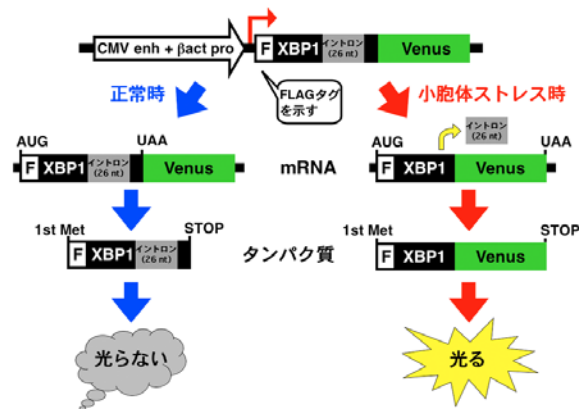 CMV enh + βact pro
F XBP1 イントロン (26 nt) Venus
FLAGタグ
を示す
正常時
小胞体ストレス時
イントロン
(26 nt)
AUG UAA
F XBP1 イントロン (26 nt) Venus
mRNA
AUG UAA
F XBP1 Venus
1st Met STOP
F XBP1 イントロン (26 nt)
タンパク質
1st Met STOP
F XBP1 Venus
光らない
光る